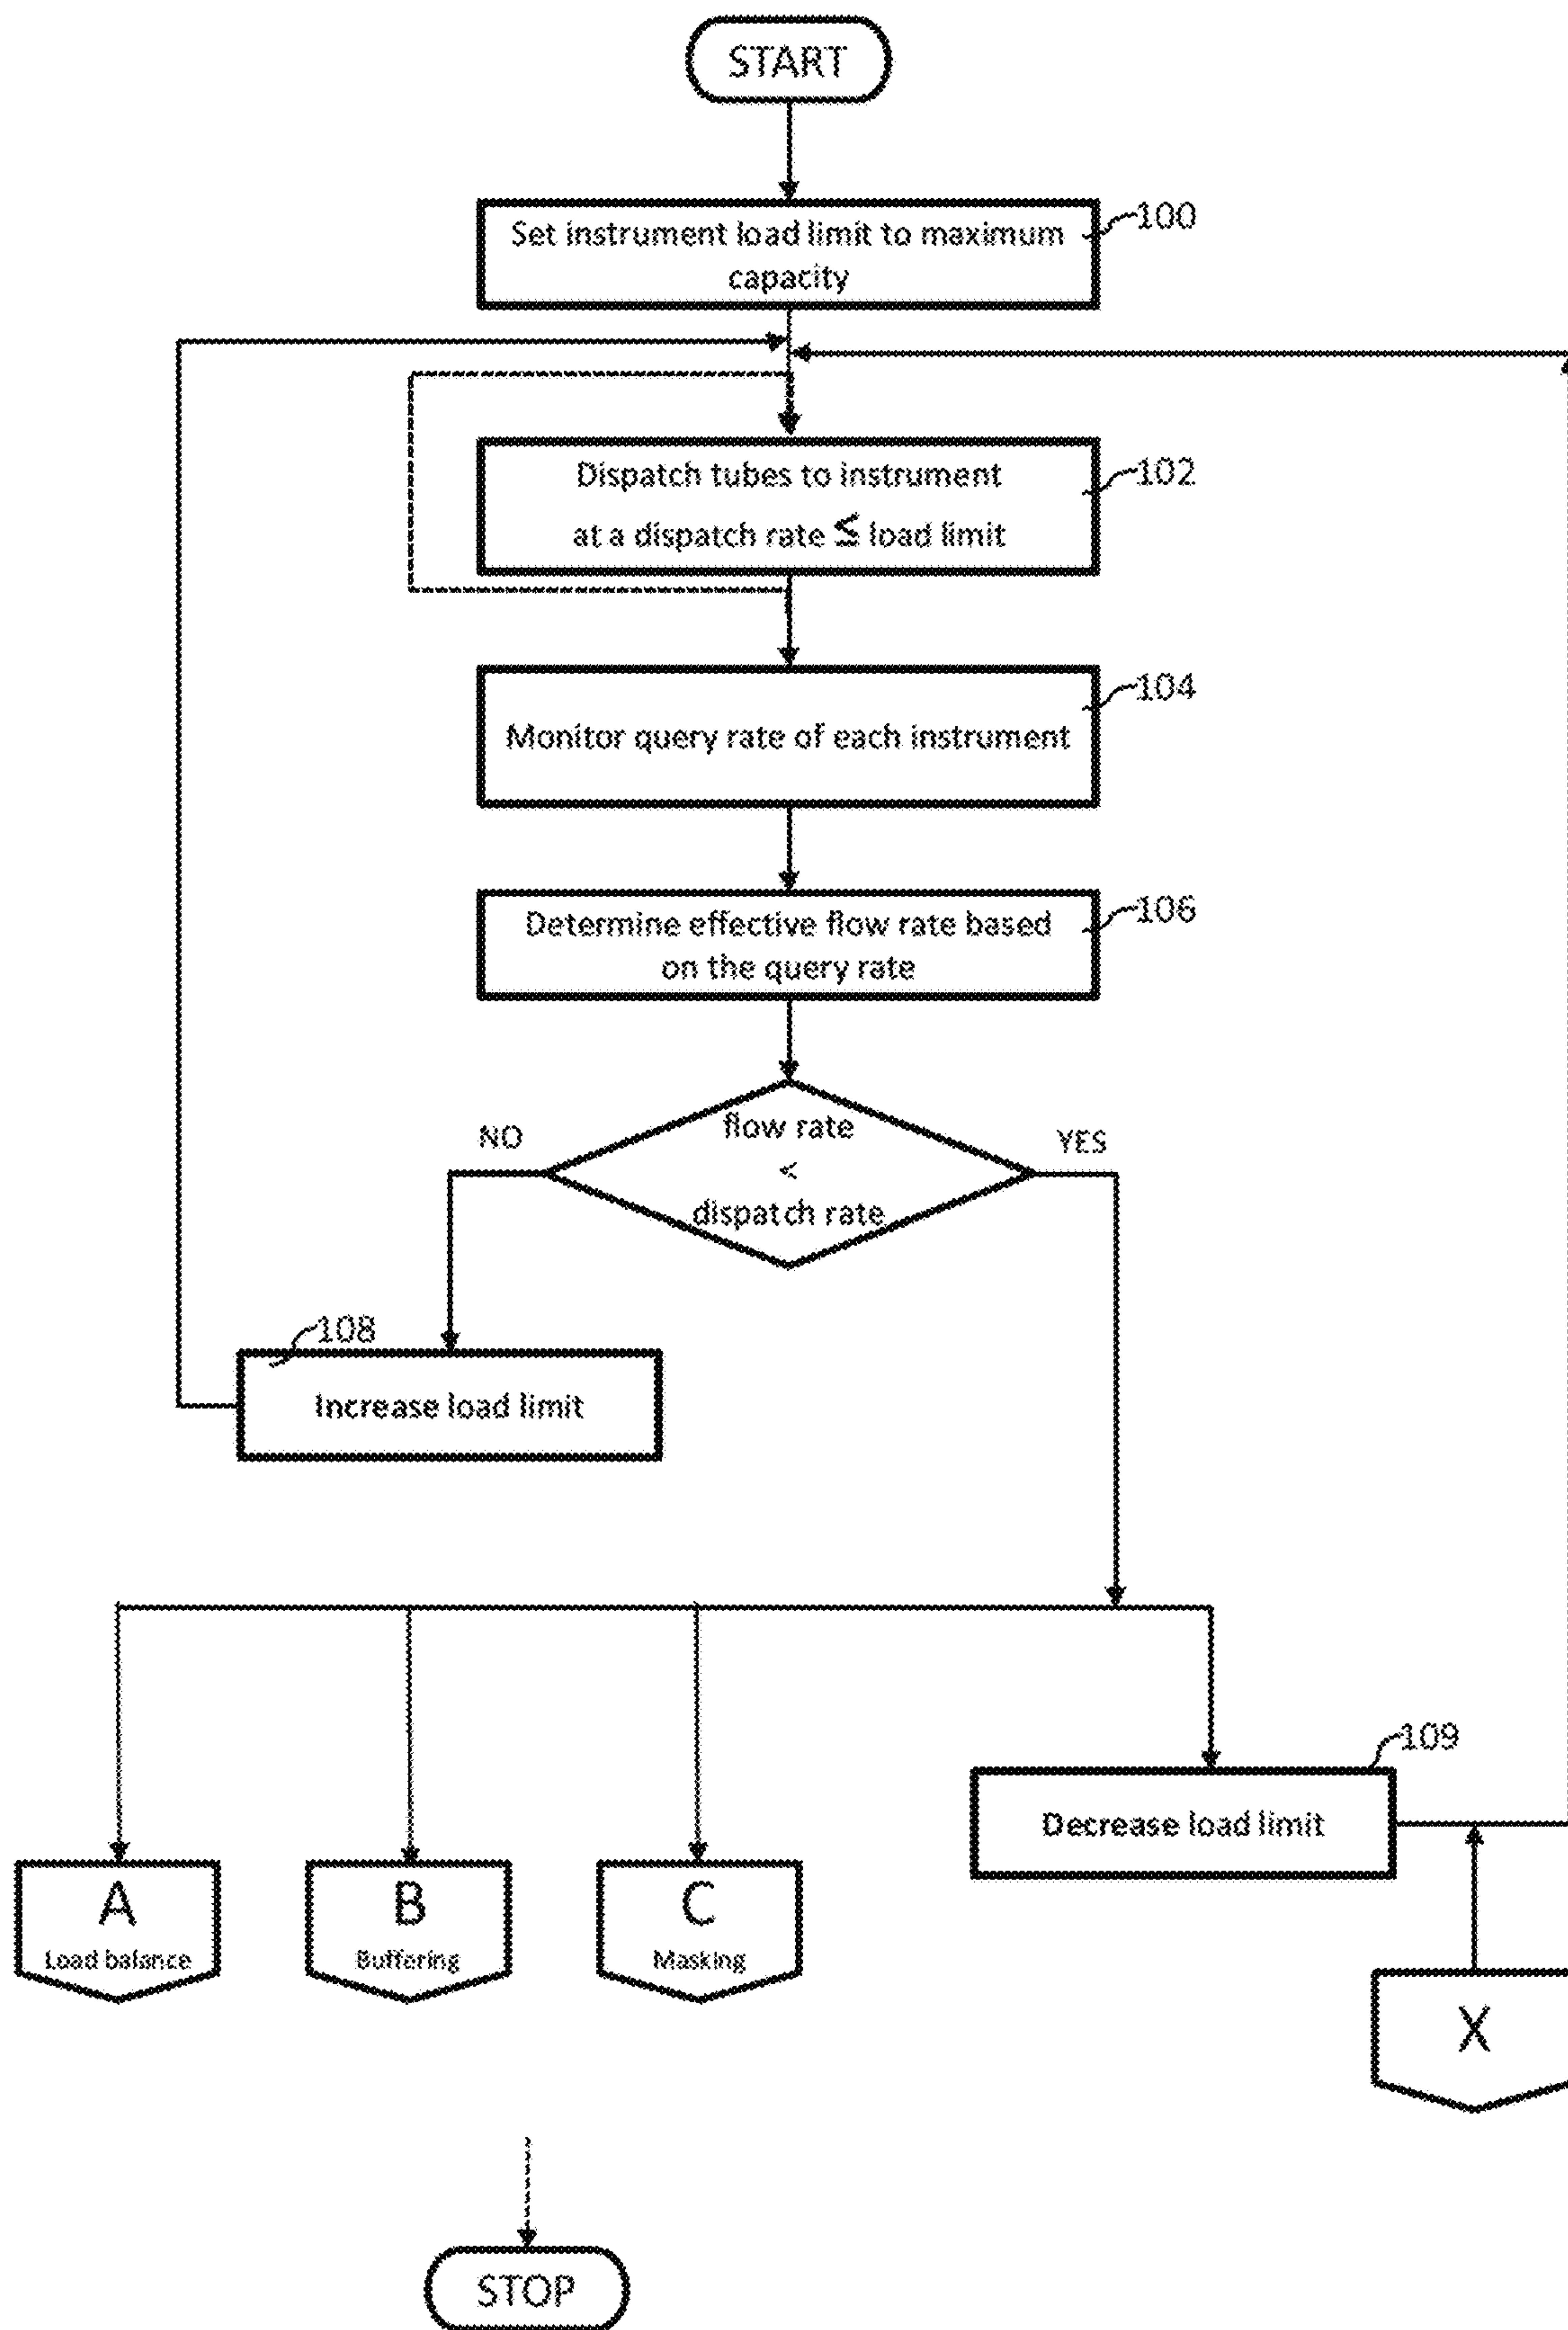 START
Set instrument load limit to maximum
capacity
100
Dispatch tubes to instrument
at a dispatch rate ≦ load limit
102
Monitor query rate of each instrument
104
Determine effective flow rate based
on the query rate
106
flow rate
<
dispatch rate
NO
YES
108
Increase load limit
109
Decrease load limit
A
Load balance
B
Buffering
C
Masking
X
STOP